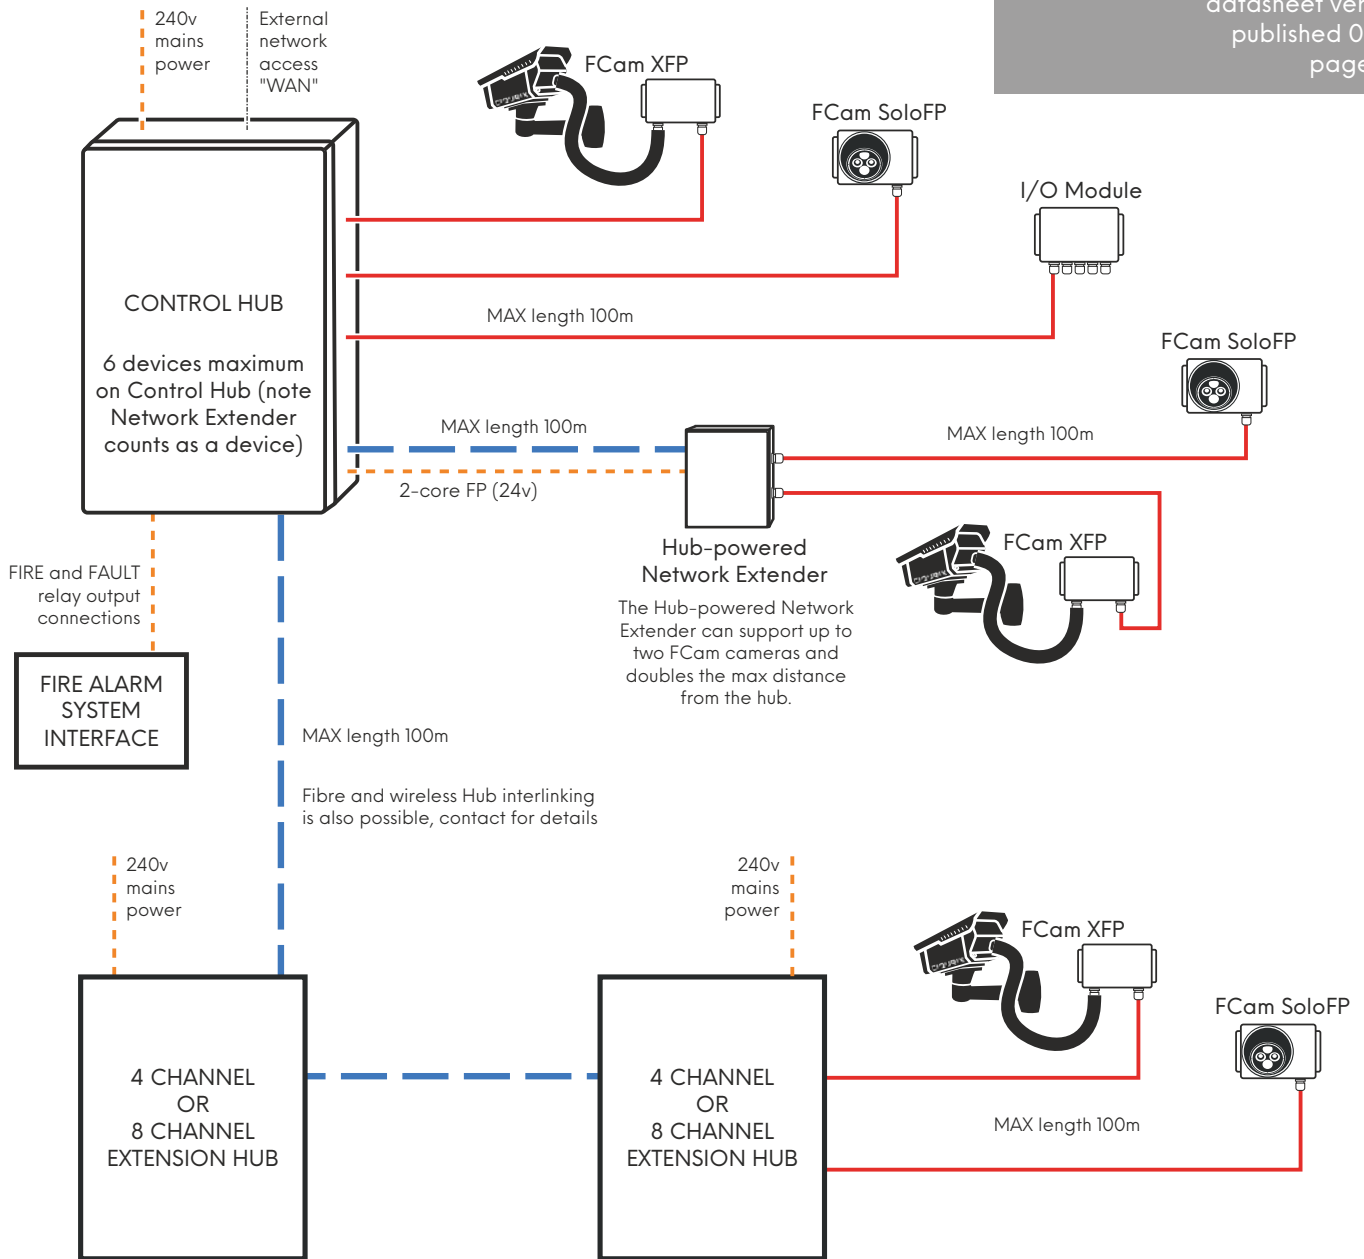 datasheet ver
published 0
page
240v
mains
power
External
network
access
"WAN"
FCam XFP
FCam SoloFP
I/O Module
CONTROL HUB
6 devices maximum
on Control Hub (note
Network Extender
counts as a device)
MAX length 100m
FCam SoloFP
MAX length 100m
MAX length 100m
2-core FP (24v)
Hub-powered
Network Extender
The Hub-powered Network
Extender can support up to
two FCam cameras and
doubles the max distance
from the hub.
FCam XFP
FIRE and FAULT
relay output
connections
FIRE ALARM
SYSTEM
INTERFACE
MAX length 100m
Fibre and wireless Hub interlinking
is also possible, contact for details
240v
mains
power
240v
mains
power
FCam XFP
FCam SoloFP
4 CHANNEL
OR
8 CHANNEL
EXTENSION HUB
4 CHANNEL
OR
8 CHANNEL
EXTENSION HUB
MAX length 100m